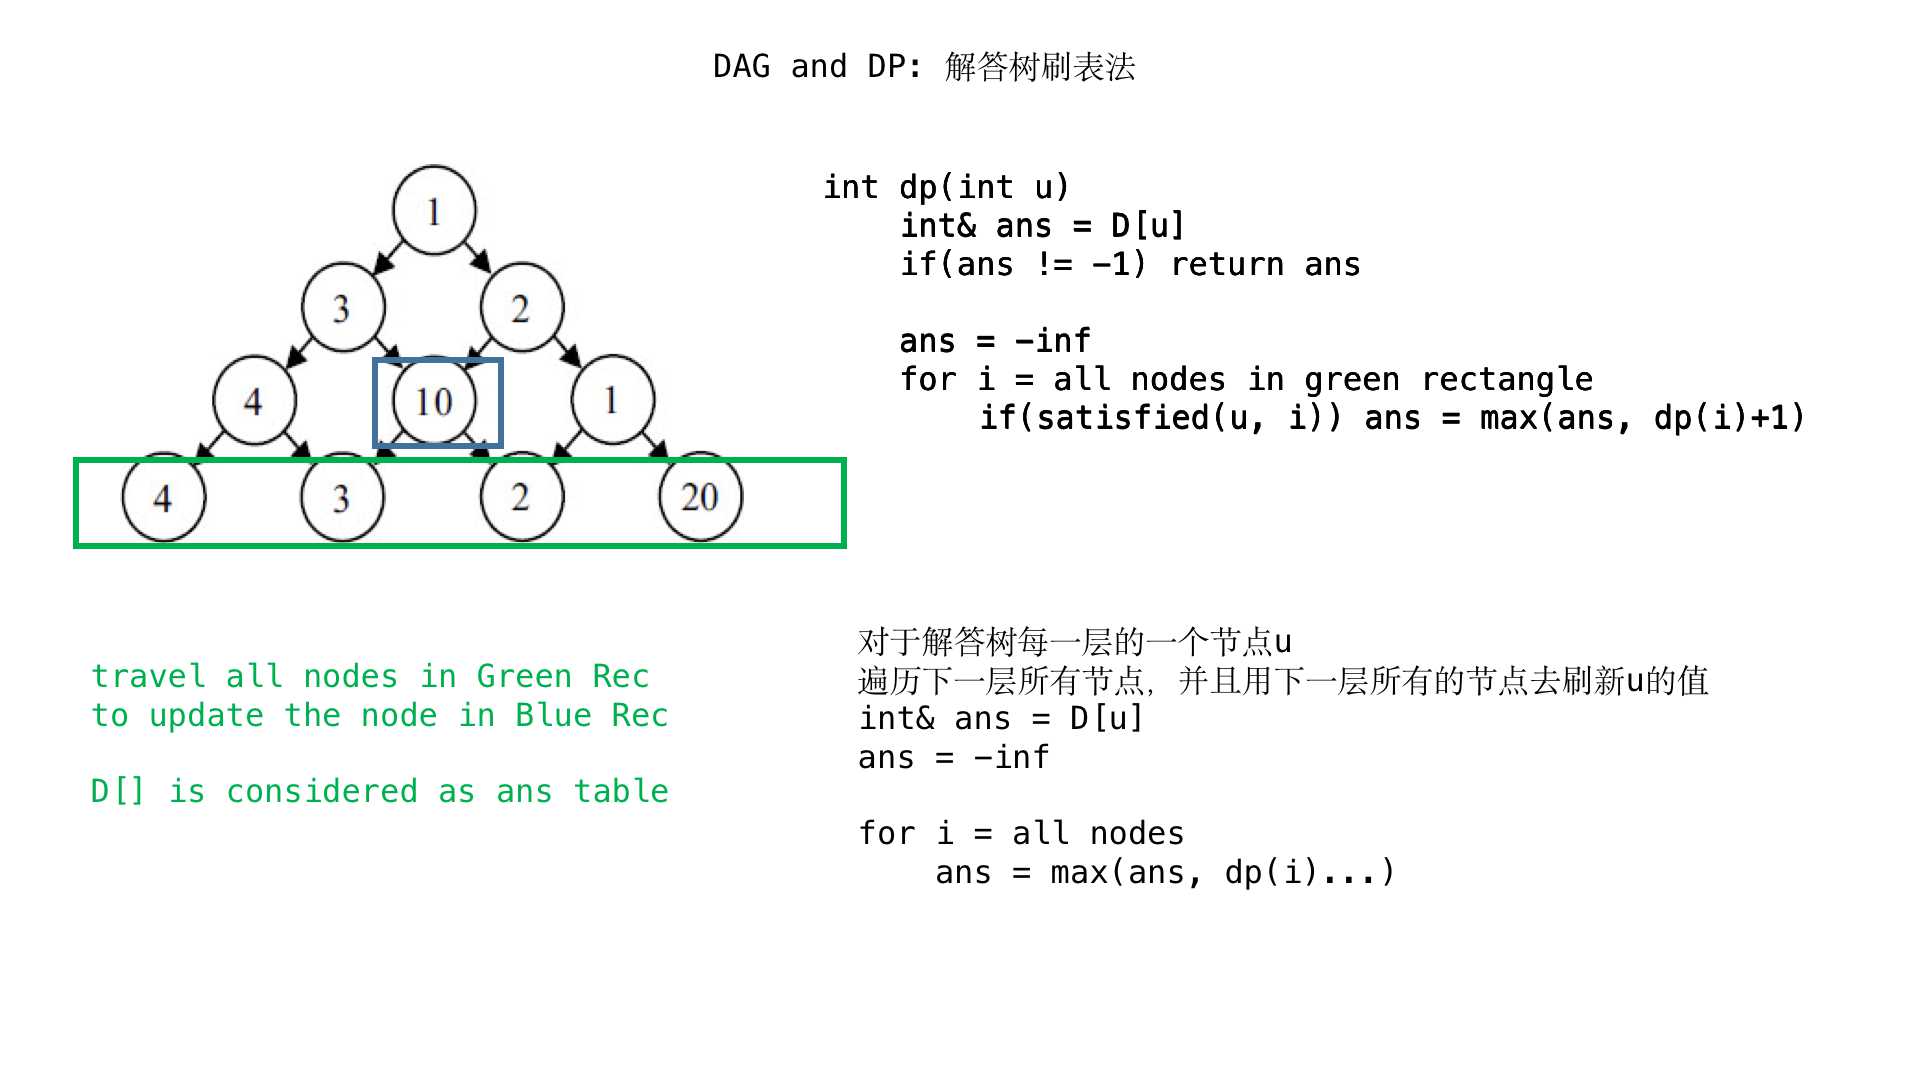 DAG and DP: 解答树刷表法
1
3 2
4 10 1
4 3 2 20
int dp(int u)
int& ans = D[u]
if(ans != -1) return ans
ans = -inf
for i = all nodes in green rectangle
if(satisfied(u, i)) ans = max(ans, dp(i)+1)
travel all nodes in Green Rec
to update the node in Blue Rec
D[] is considered as ans table
对于解答树每一层的一个节点u
遍历下一层所有节点，并且用下一层所有的节点去刷新u的值
int& ans = D[u]
ans = -inf
for i = all nodes
ans = max(ans, dp(i)...)